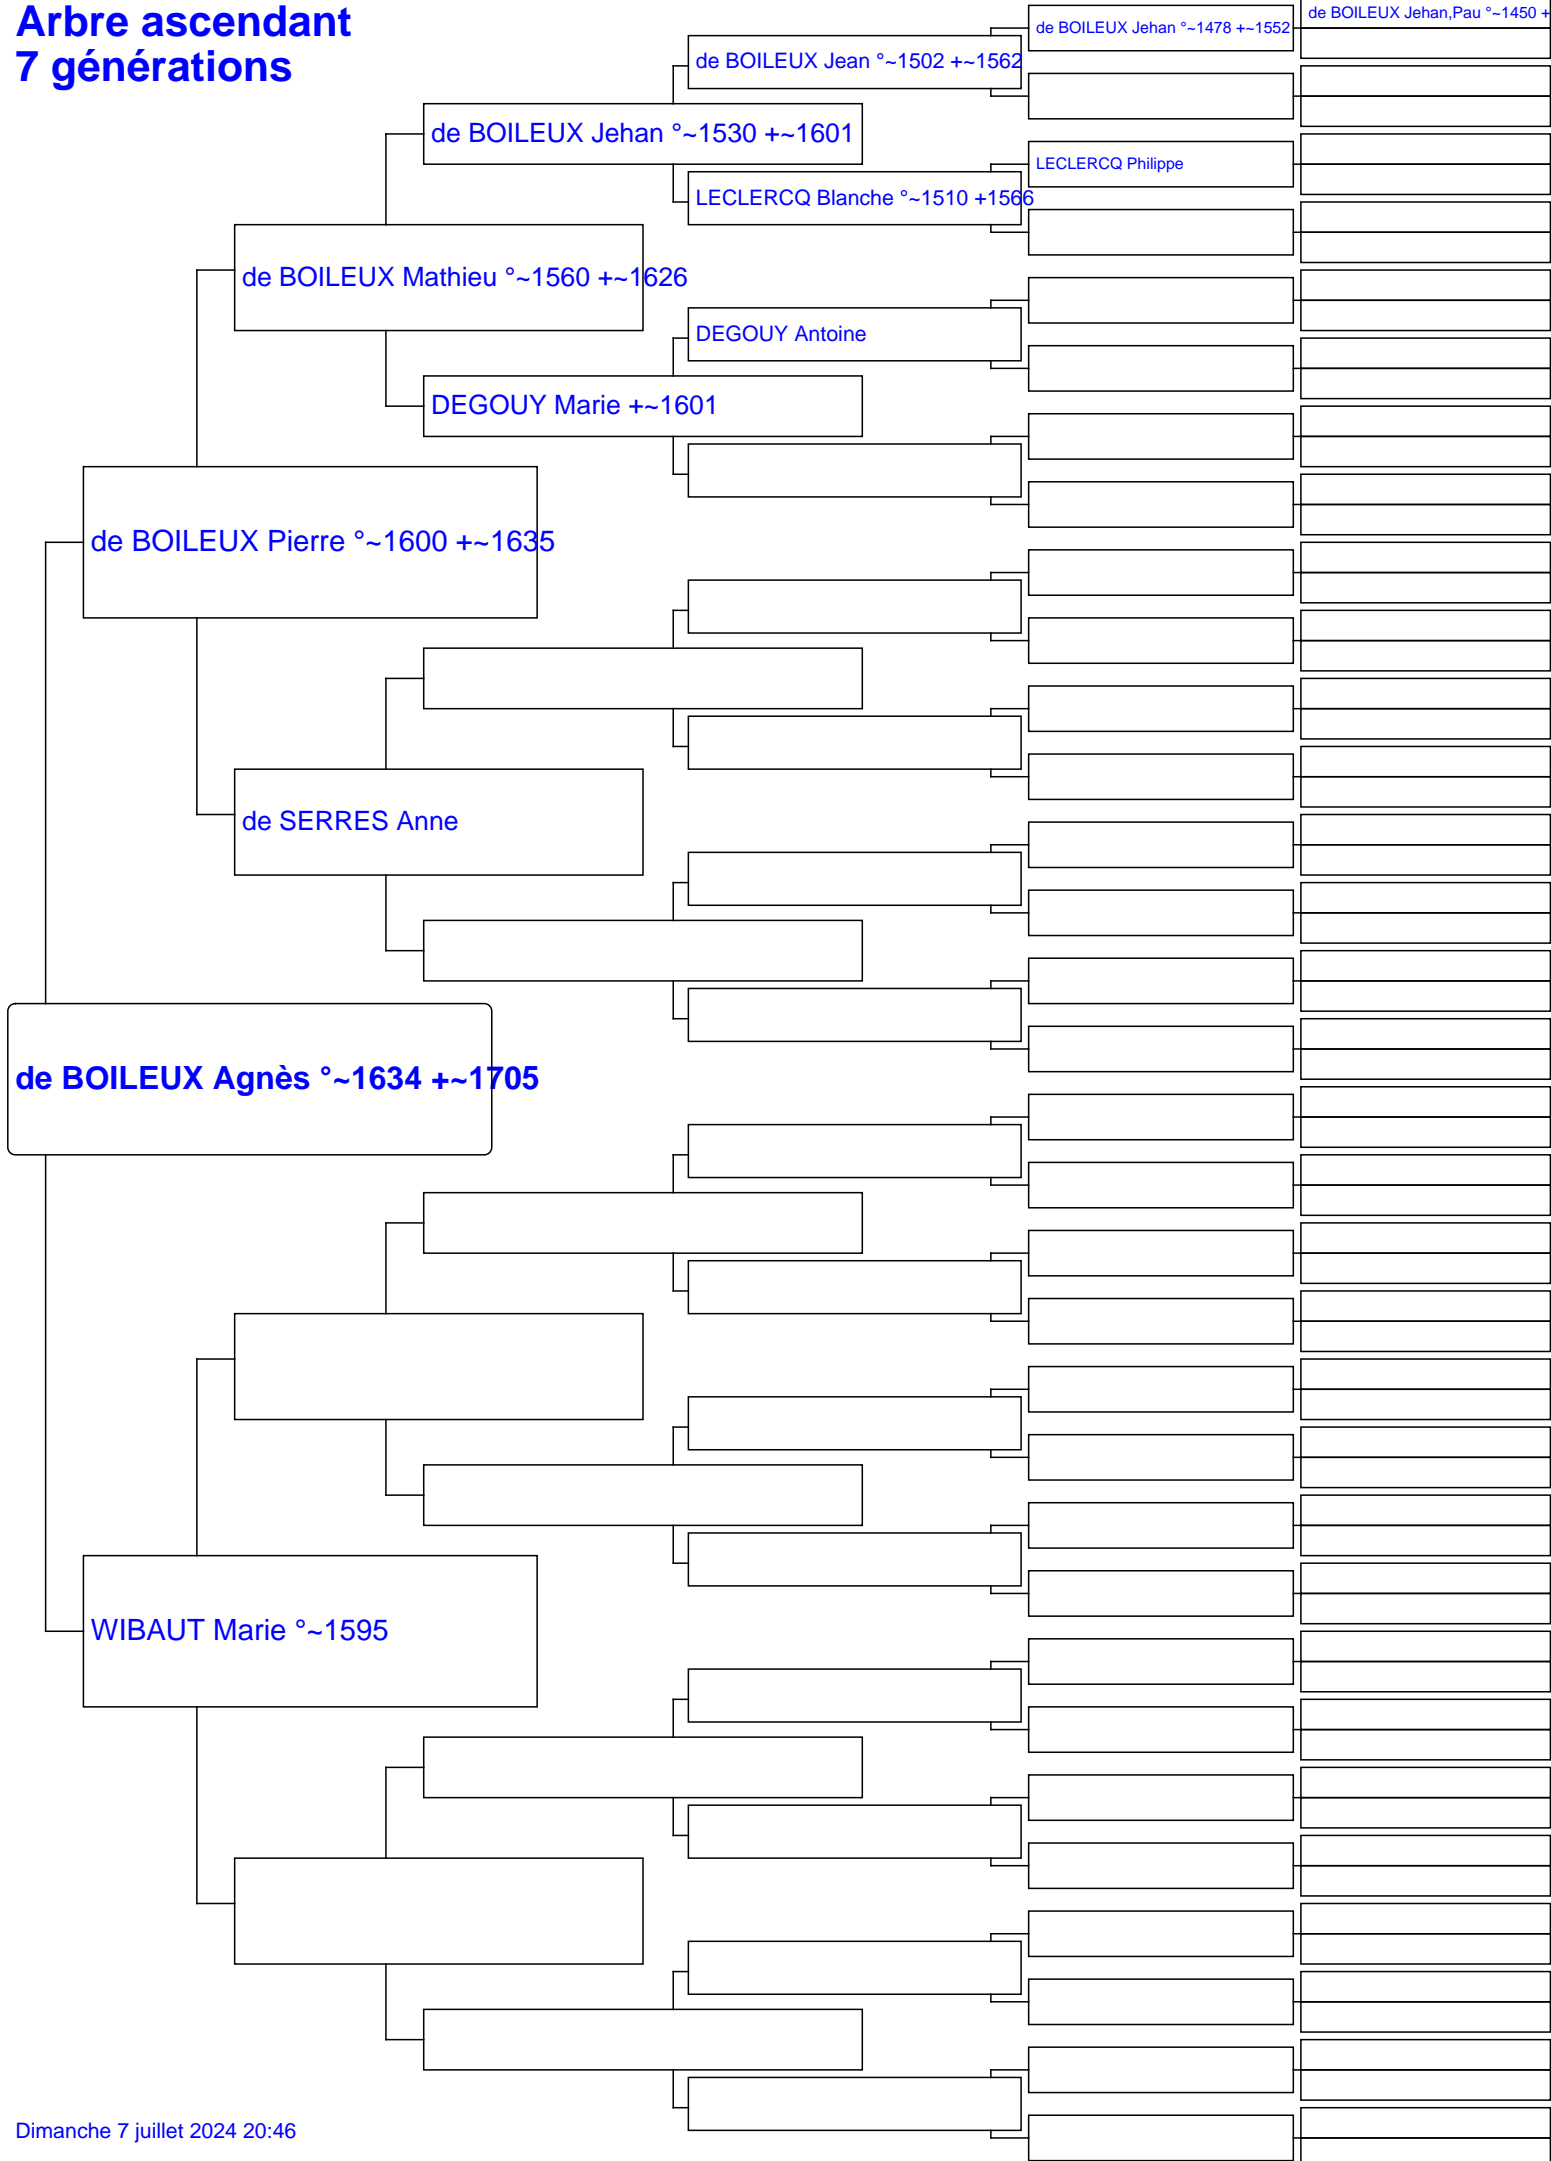 Arbre ascendant
7 générations
de BOILEUX Jehan,Pau °~1450 +
de BOILEUX Jehan °~1478 +~1552
de BOILEUX Jean °~1502 +~1562
de BOILEUX Jehan °~1530 +~1601
LECLERCQ Philippe
LECLERCQ Blanche °~1510 +1566
de BOILEUX Mathieu °~1560 +~1626
DEGOUY Antoine
DEGOUY Marie +~1601
de BOILEUX Pierre °~1600 +~1635
de SERRES Anne
de BOILEUX Agnès °~1634 +~1705
WIBAUT Marie °~1595
Dimanche 7 juillet 2024 20:46